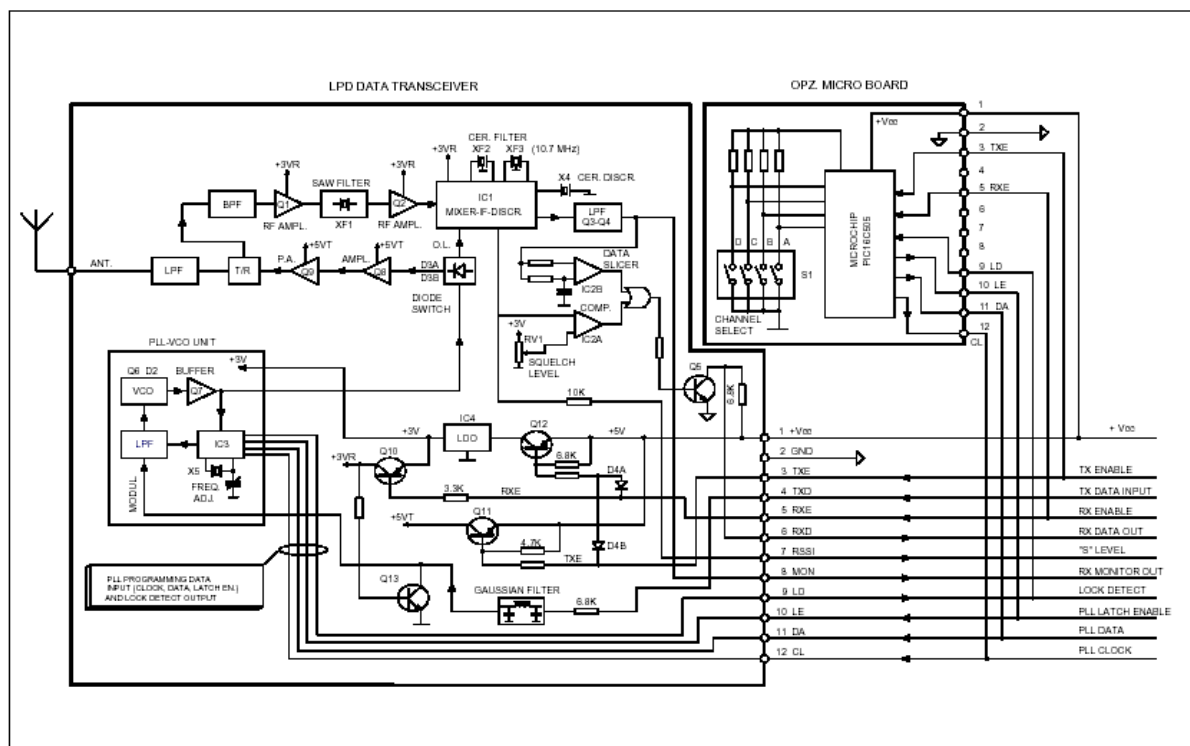 LPD DATA TRANSCEIVER
OPZ. MICRO BOARD
+Vcc
1
2
3 TXE
4
5 RXE
6
7
8
9 LD
10 LE
11 DA
12
CL
MICROCHIP
PIC16C505
D C B A
S1
CHANNEL
SELECT
CER. FILTER
XF2
XF3 (10.7 MHz)
+3VR
+3VR
+3VR
X4 CER. DISCR.
SAW FILTER
BPF
Q1
RF AMPL.
XF1
Q2
RF AMPL.
IC1
MIXER-IF-DISCR.
LPF
Q3-Q4
O.L.
ANT.
LPF
T/R
P.A.
+5VT
Q9
AMPL.
+5VT
Q8
D3A
D3B
DIODE
SWITCH
DATA
SLICER
IC2B
COMP.
IC2A
+3V
RV1
SQUELCH
LEVEL
10K
Q5
6.8K
PLL-VCO UNIT
+3V
Q6 D2
BUFFER
VCO
Q7
LPF
IC3
X5
FREQ.
ADJ.
MODUL
+3V
IC4
LDO
Q12
+5V
6.8K
D4A
+3VR
Q10
3.3K
RXE
+5VT
Q11
4.7K
TXE
D4B
Q13
GAUSSIAN FILTER
6.8K
PLL PROGRAMMING DATA
INPUT (CLOCK, DATA, LATCH EN.)
AND LOCK DETECT OUTPUT
1 +Vcc
2 GND
3 TXE
4 TXD
5 RXE
6 RXD
7 RSSI
8 MON
9 LD
10 LE
11 DA
12 CL
+ Vcc
TX ENABLE
TX DATA INPUT
RX ENABLE
RX DATA OUT
"S" LEVEL
RX MONITOR OUT
LOCK DETECT
PLL LATCH ENABLE
PLL DATA
PLL CLOCK